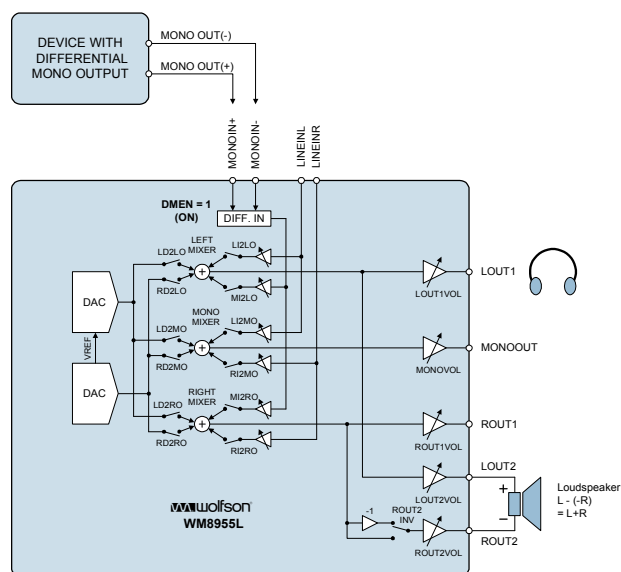 DEVICE WITH
DIFFERENTIAL
MONO OUTPUT
MONO OUT(-)
MONO OUT(+)
MONOIN+
MONOIN-
LINEINL
LINEINR
DMEN = 1
(ON)
DIFF. IN
LEFT
MIXER
LD2LO
RD2LO
LI2LO
MI2LO
DAC
VREF
DAC
MONO
MIXER
LD2MO
RD2MO
LI2MO
RI2MO
RIGHT
MIXER
LD2RO
RD2RO
MI2RO
RI2RO
LOUT1VOL
LOUT1
MONOVOL
MONOOUT
ROUT1VOL
ROUT1
LOUT2VOL
LOUT2
-1
ROUT2
INV
ROUT2VOL
ROUT2
+
−
Loudspeaker
L - (-R)
= L+R
wolfson
WM8955L